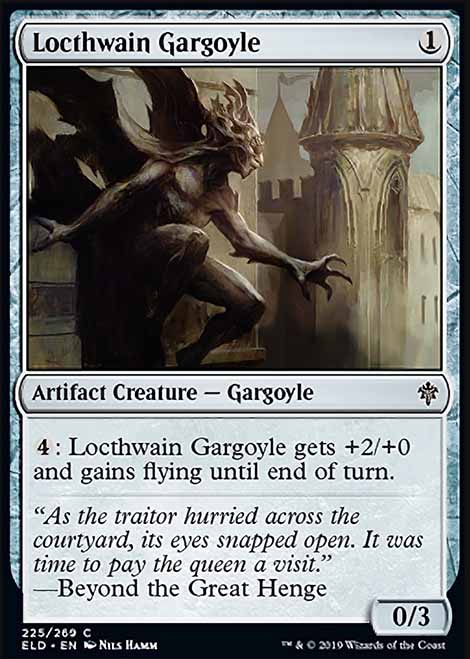 Locthwain Gargoyle 1
Artifact Creature — Gargoyle
4: Locthwain Gargoyle gets +2/+0
and gains flying until end of turn.
“As the traitor hurried across the
courtyard, its eyes snapped open. It was
time to pay the queen a visit.”
—Beyond the Great Henge
0/3
225/269 C
ELD • EN Nils Hamm
™ & © 2019 Wizards of the Coast